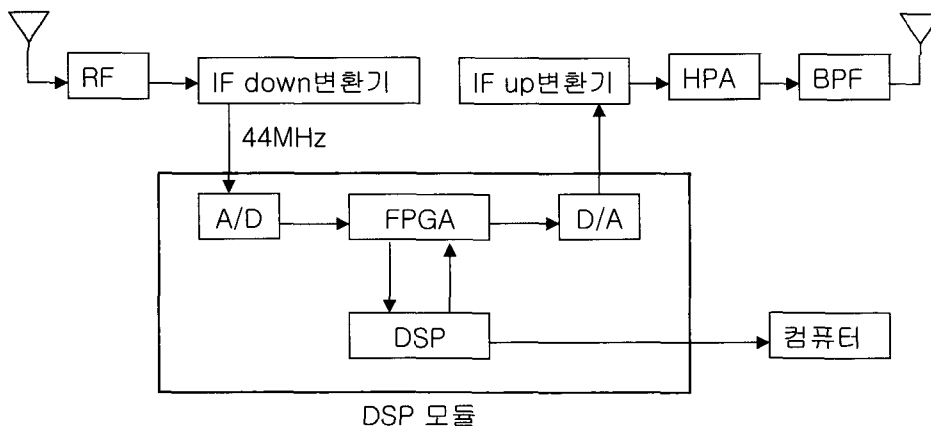 RF
IF down변환기
IF up변환기
HPA
BPF
44MHz
A/D
FPGA
D/A
DSP
컴퓨터
DSP 모듈